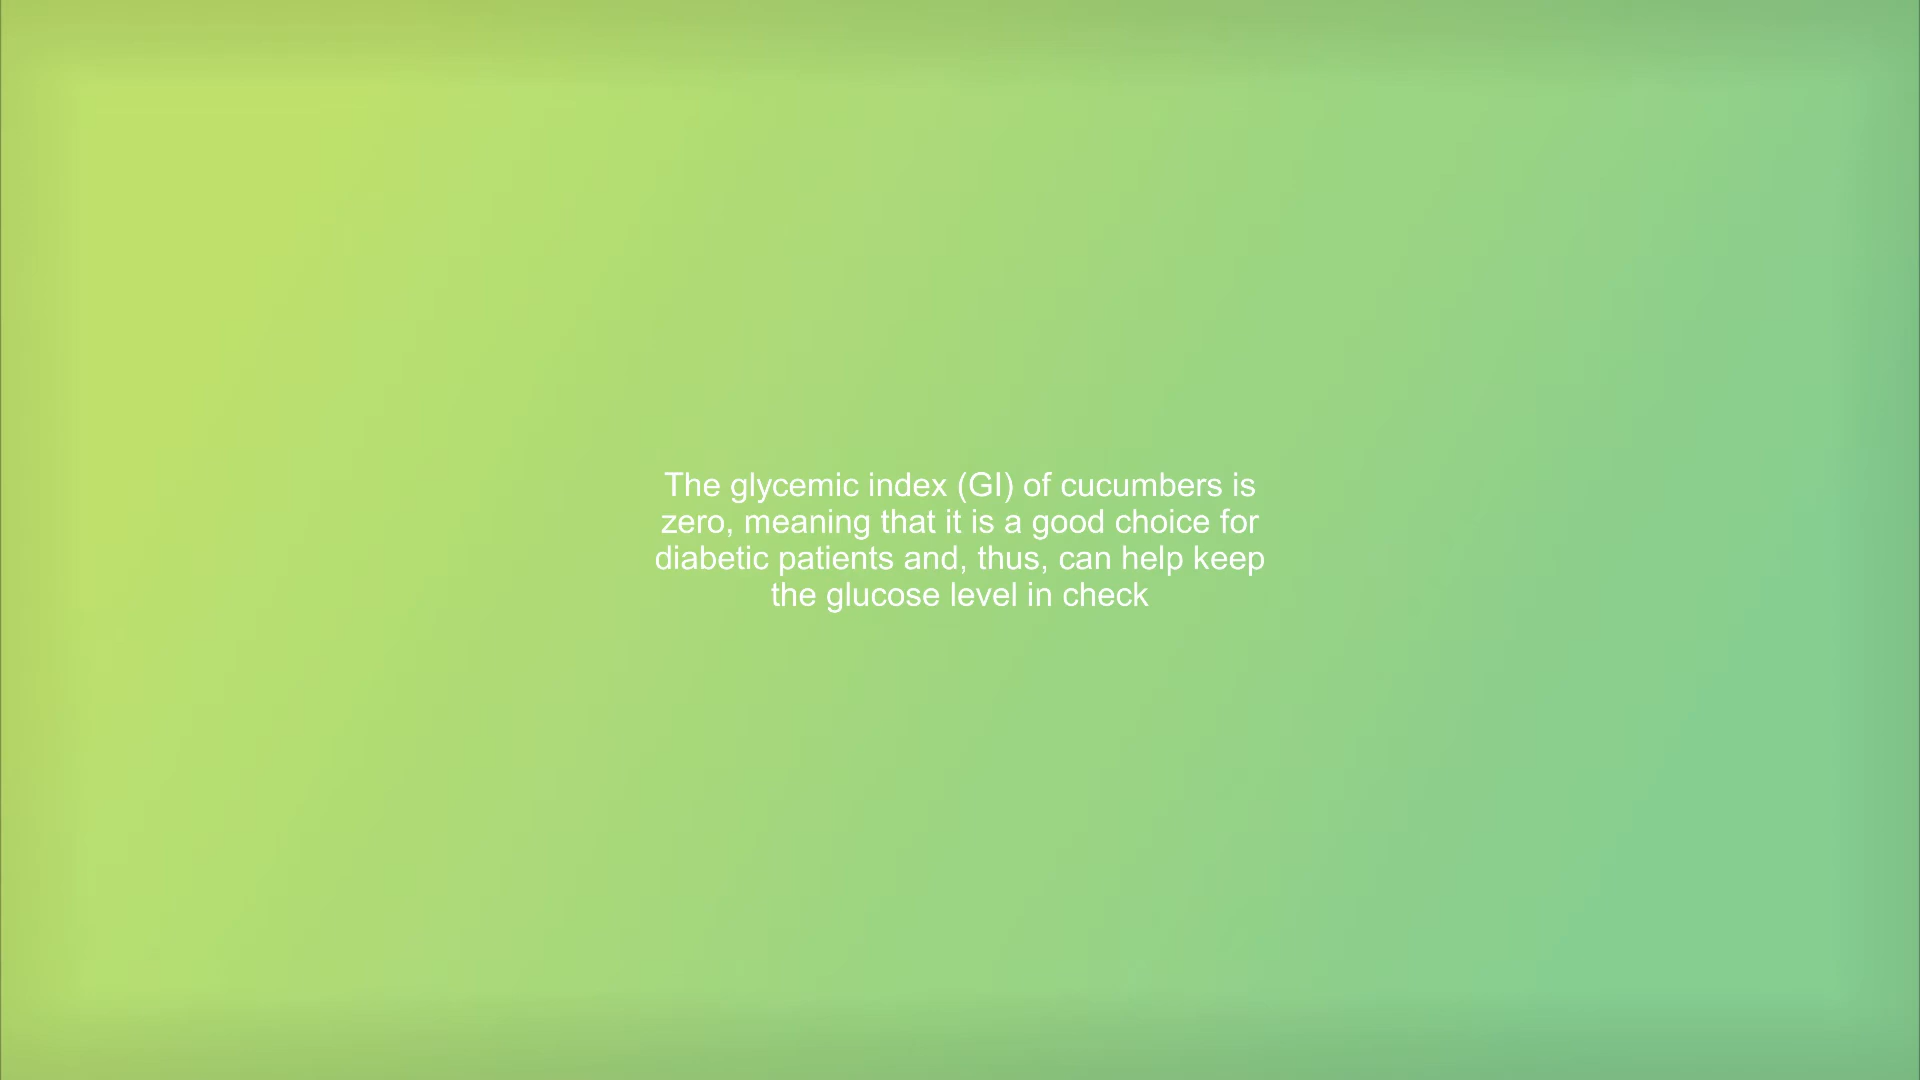 The glycemic index (GI) of cucumbers is
zero, meaning that it is a good choice for
diabetic patients and, thus, can help keep
the glucose level in check